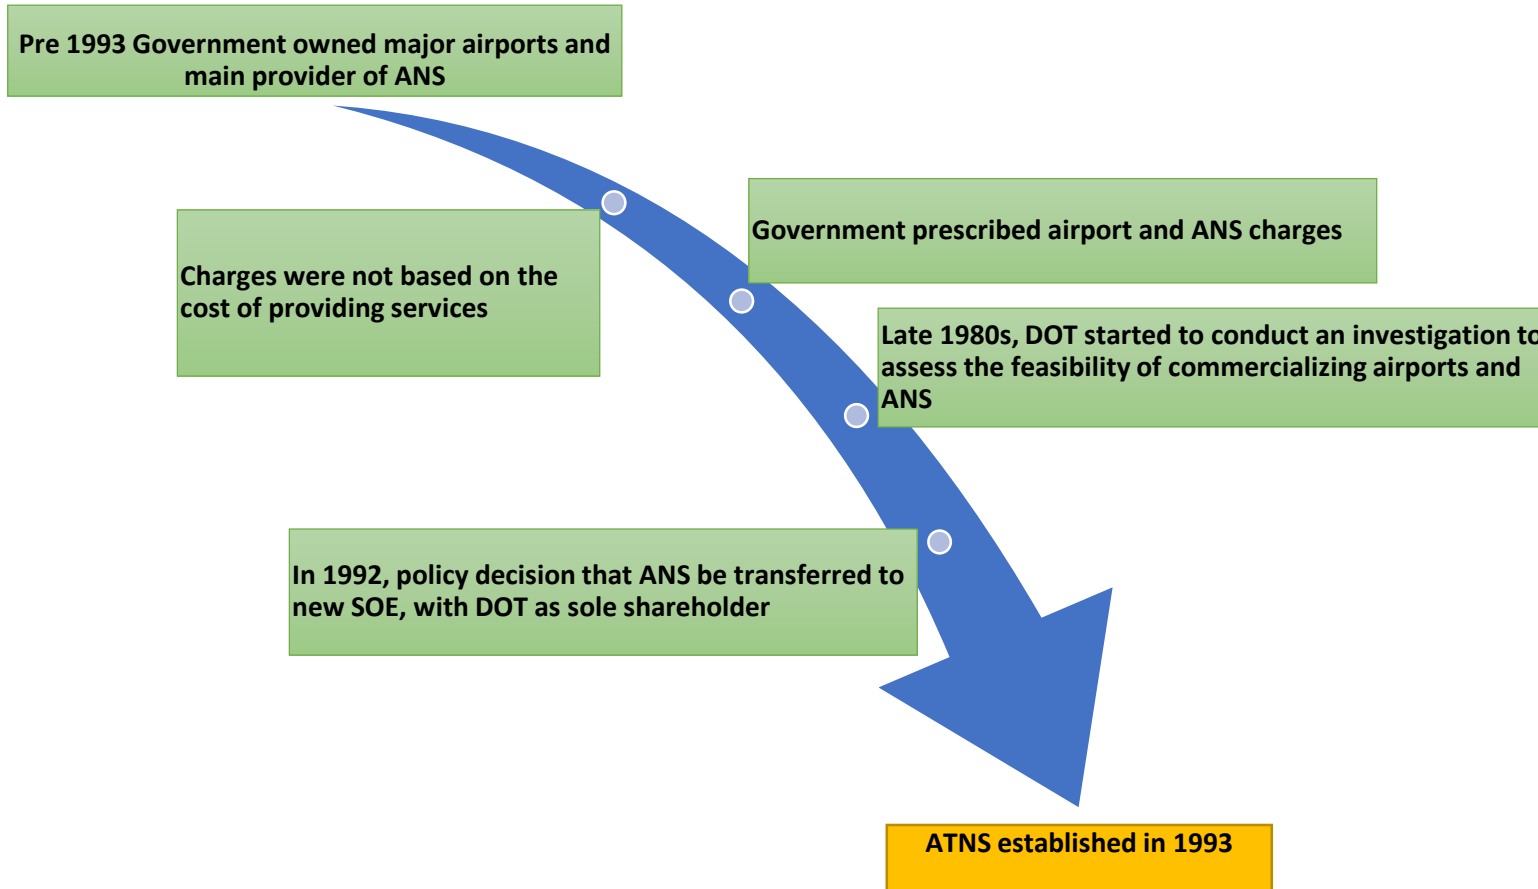 Pre 1993 Government owned major airports and
main provider of ANS
Charges were not based on the
cost of providing services
Government prescribed airport and ANS charges
Late 1980s, DOT started to conduct an investigation to
assess the feasibility of commercializing airports and
ANS
In 1992, policy decision that ANS be transferred to
new SOE, with DOT as sole shareholder
ATNS established in 1993